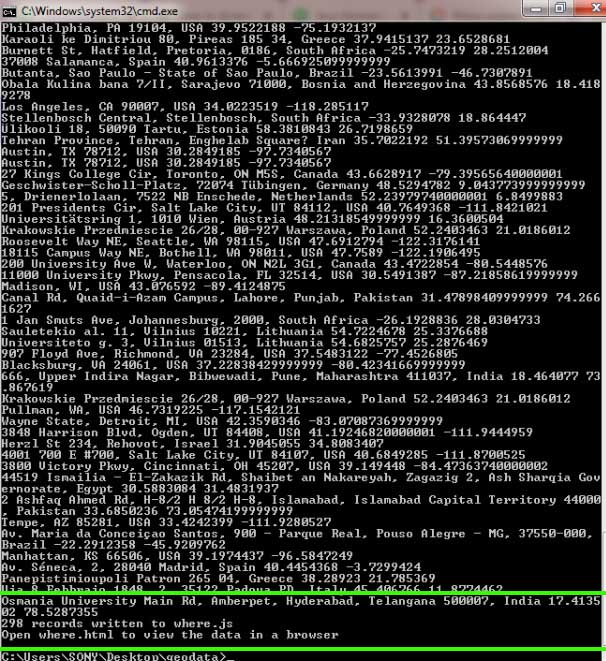 C:\Windows\system32\cmd.exe
Philadelphia, PA 19104, USA 39.9522188 -75.1932137
Karaoli ke Dimitriou 80, Pireas 185 34, Greece 37.9415137 23.6528681
Burnett St, Hatfield, Pretoria, 0186, South Africa -25.7473219 28.2512004
37008 Salamanca, Spain 40.9613376 -5.666925099999999
Butanta, Sao Paulo - State of Sao Paulo, Brazil -23.5613991 -46.7307891
Obala Kulina bana 7/II, Sarajevo 71000, Bosnia and Herzegovina 43.8568576 18.418
9278
Los Angeles, CA 90007, USA 34.0223519 -118.285117
Stellenbosch Central, Stellenbosch, South Africa -33.9328078 18.864447
Ülikooli 18, 50090 Tartu, Estonia 58.3810843 26.7198659
Tehran Province, Tehran, Enghelab Square? Iran 35.7022192 51.39573069999999
Austin, TX 78712, USA 30.2849185 -97.7340567
Austin, TX 78712, USA 30.2849185 -97.7340567
27 Kings College Cir, Toronto, ON M5S, Canada 43.6628917 -79.39565640000001
Geschwister-Scholl-Platz, 72074 Tübingen, Germany 48.5294782 9.043773999999999
5, Drienerlolaan, 7522 NB Enschede, Netherlands 52.23797740000001 6.8499883
201 Presidents Cir, Salt Lake City, UT 84112, USA 40.7649368 -111.8421021
Universitätsring 1, 1010 Wien, Austria 48.21318549999999 16.3600504
Krakowskie Przedmiescie 26/28, 00-927 Warszawa, Poland 52.2403463 21.0186012
Roosevelt Way NE, Seattle, WA 98115, USA 47.6912794 -122.3176141
18115 Campus Way NE, Bothell, WA 98011, USA 47.7589 -122.1906495
200 University Ave W, Waterloo, ON N2L 3G1, Canada 43.4722854 -80.5448576
11000 University Pkwy, Pensacola, FL 32514, USA 30.5491387 -87.21858619999999
Madison, WI, USA 43.076592 -89.4124875
Canal Rd, Quaid-i-Azam Campus, Lahore, Punjab, Pakistan 31.47898409999999 74.266
1627
1 Jan Smuts Ave, Johannesburg, 2000, South Africa -26.1928836 28.0304733
Sauletekio al. 11, Vilnius 10221, Lithuania 54.7224678 25.3376688
Universiteto g. 3, Vilnius 01513, Lithuania 54.6825757 25.2876469
907 Floyd Ave, Richmond, VA 23284, USA 37.5483122 -77.4526805
Blacksburg, VA 24061, USA 37.22838429999999 -80.42341669999999
666, Upper Indira Nagar, Bibwewadi, Pune, Maharashtra 411037, India 18.464077 73
.867619
Krakowskie Przedmiescie 26/28, 00-927 Warszawa, Poland 52.2403463 21.0186012
Pullman, WA, USA 46.7319225 -117.1542121
Wayne State, Detroit, MI, USA 42.3590346 -83.07087369999999
3848 Harrison Blvd, Ogden, UT 84408, USA 41.19246820000001 -111.9444959
Herzl St 234, Rehovot, Israel 31.9045055 34.8083407
4001 700 E #700, Salt Lake City, UT 84107, USA 40.6849285 -111.8700525
3800 Victory Pkwy, Cincinnati, OH 45207, USA 39.149448 -84.47363740000002
44519 Ismailia - El-Zakazik Rd, Shaibet an Nakareyah, Zagazig 2, Ash Sharqia Gov
ernorate, Egypt 30.5883084 31.4831937
2 Ashfaq Ahmed Rd, H-8/2 H 8/2 H-8, Islamabad, Islamabad Capital Territory 44000
, Pakistan 33.6850236 73.05474199999999
Tempe, AZ 85281, USA 33.4242399 -111.9280527
Av. Maria da Conceiçao Santos, 900 - Parque Real, Pouso Alegre - MG, 37550-000,
Brazil -22.2912358 -45.9209762
Manhattan, KS 66506, USA 39.1974437 -96.5847249
Av. Séneca, 2, 28040 Madrid, Spain 40.4454368 -3.7299424
Panepistimioupoli Patron 265 04, Greece 38.28923 21.785369
Via 8 Febbraio 1848, 2, 35122 Padova PD, Italy 45.406766 11.8774462
Osmania University Main Rd, Amberpet, Hyderabad, Telangana 500007, India 17.4135
02 78.5287355
298 records written to where.js
Open where.html to view the data in a browser
C:\Users\SONY\Desktop\geodata>_